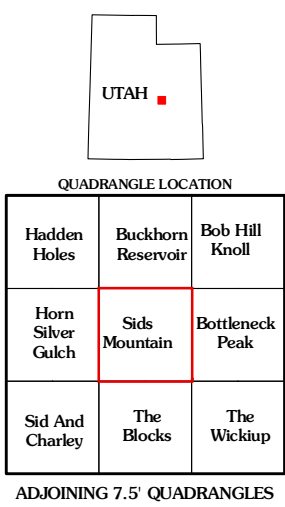 UTAH
QUADRANGLE LOCATION
Hadden
Holes
Buckhorn
Reservoir
Bob Hill
Knoll
Horn
Silver
Gulch
Sids
Mountain
Bottleneck
Peak
Sid And
Charley
The
Blocks
The
Wickiup
ADJOINING 7.5' QUADRANGLES